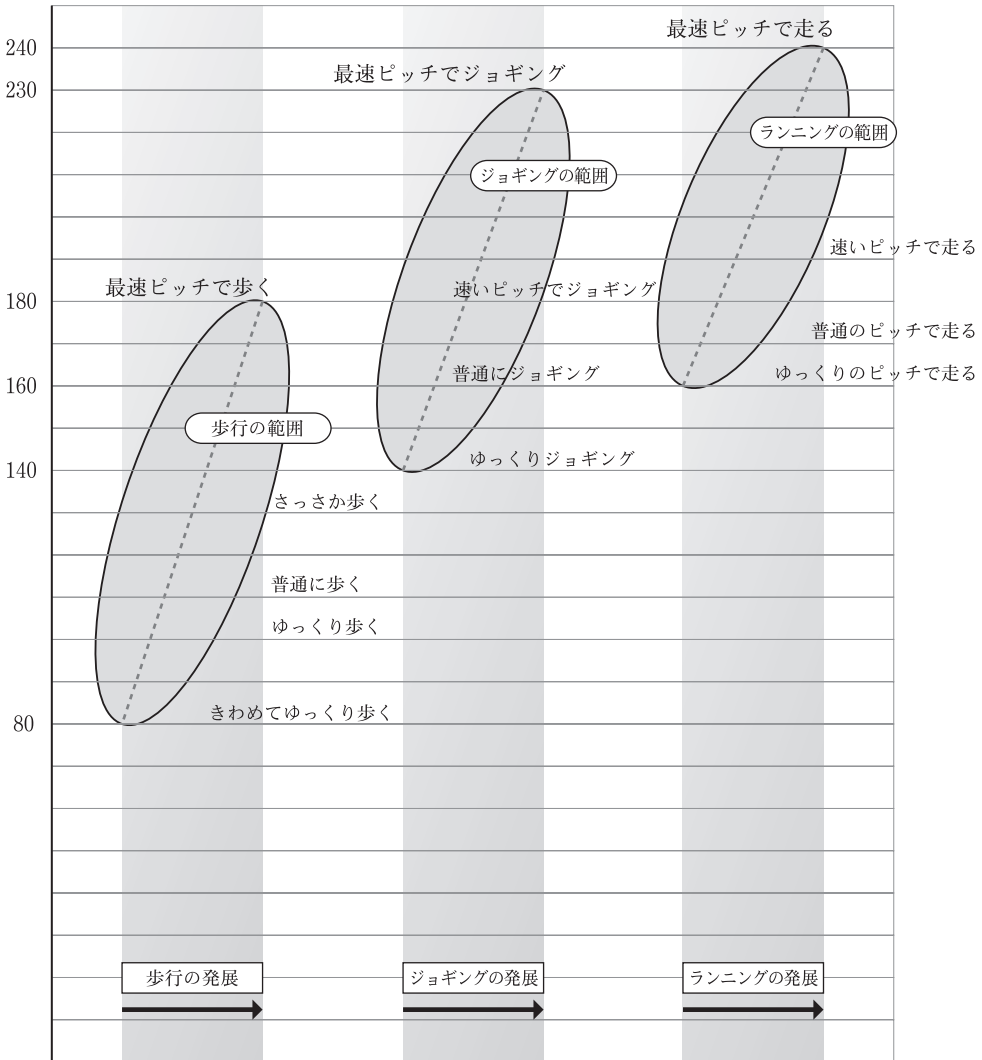 最速ピッチで走る
240
最速ピッチでジョギング
230
ランニングの範囲
ジョギングの範囲
速いピッチで走る
最速ピッチで歩く
速いピッチでジョギング
180
普通のピッチで走る
普通にジョギング
ゆっくりのピッチで走る
160
歩行の範囲
ゆっくりジョギング
140
さっさか歩く
普通に歩く
ゆっくり歩く
きわめてゆっくり歩く
80
歩行の発展
ジョギングの発展
ランニングの発展